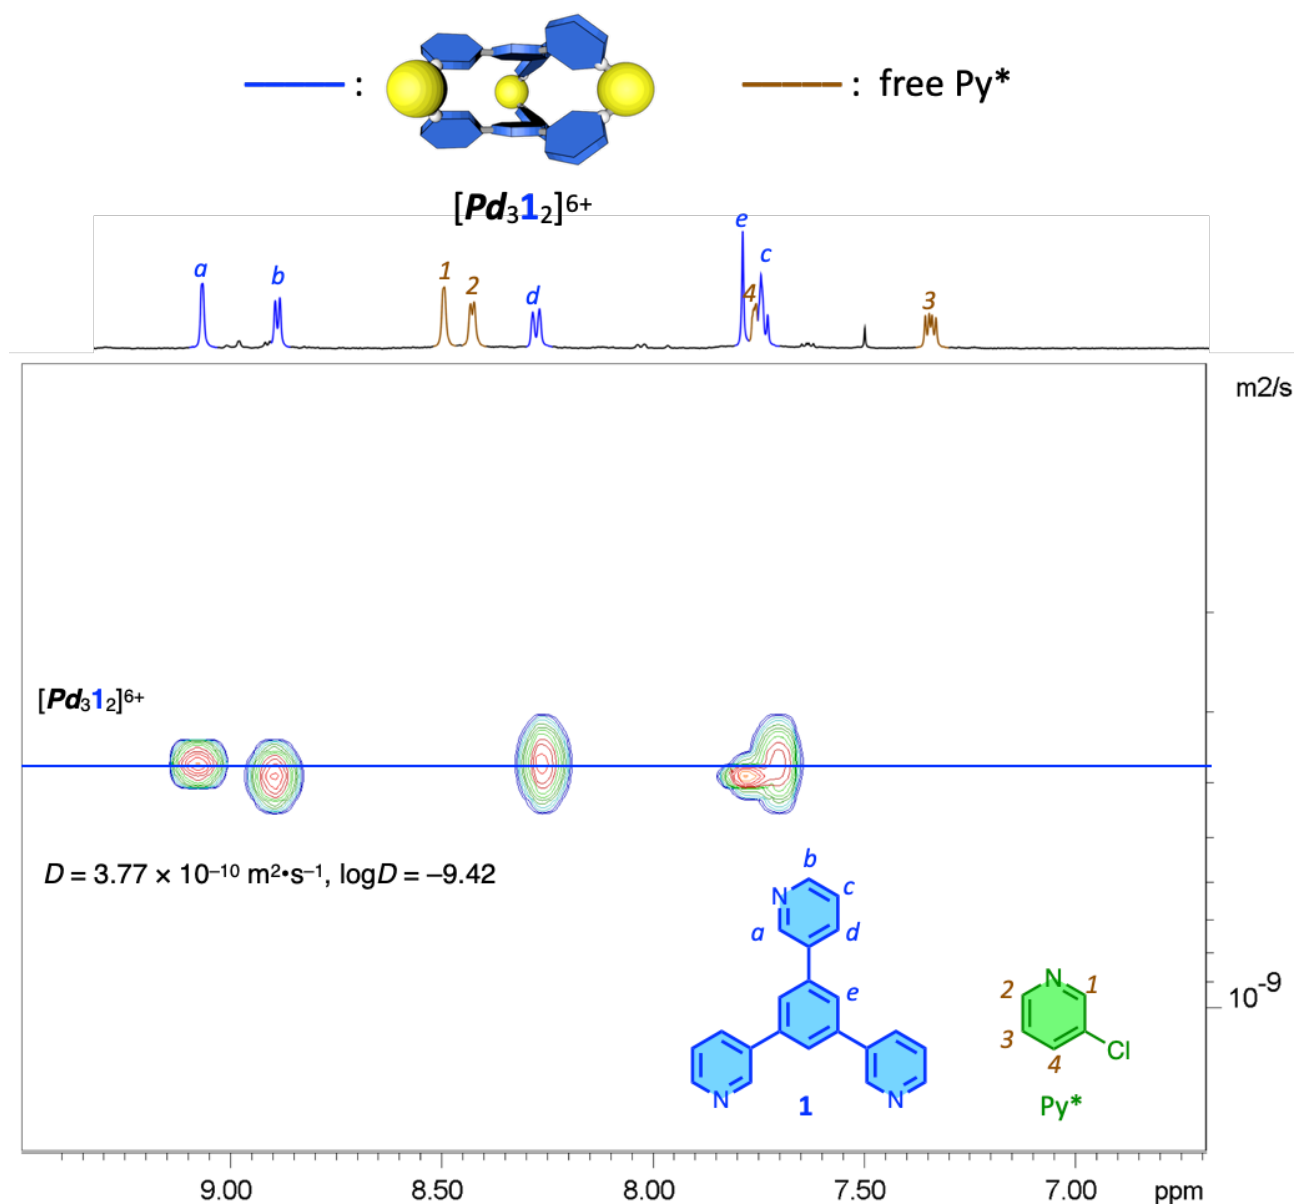 : : free Py*
[Pd₃1₂]⁶⁺
a b 1 2 d e 4 c 3
m2/s
[Pd₃1₂]⁶⁺
D = 3.77 × 10⁻¹⁰ m²•s⁻¹, logD = −9.42
b
N c
a d
e
N N
1
N
2 1
3 Cl
4
Py*
10⁻⁹
9.00 8.50 8.00 7.50 7.00 ppm